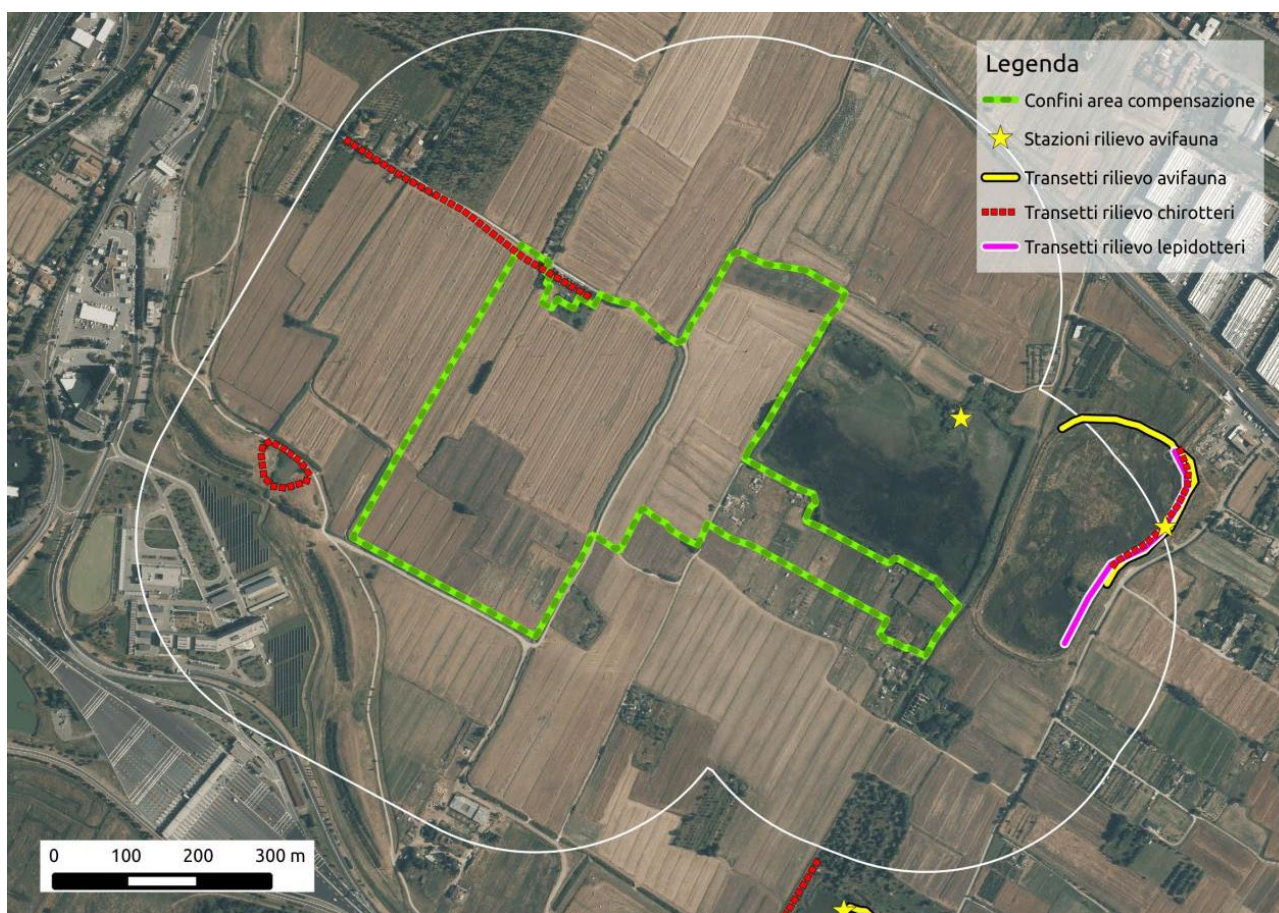 Legenda
Confini area compensazione
Stazioni rilievo avifauna
Transetti rilievo avifauna
Transetti rilievo chirotteri
Transetti rilievo lepidotteri
0 100 200 300 m